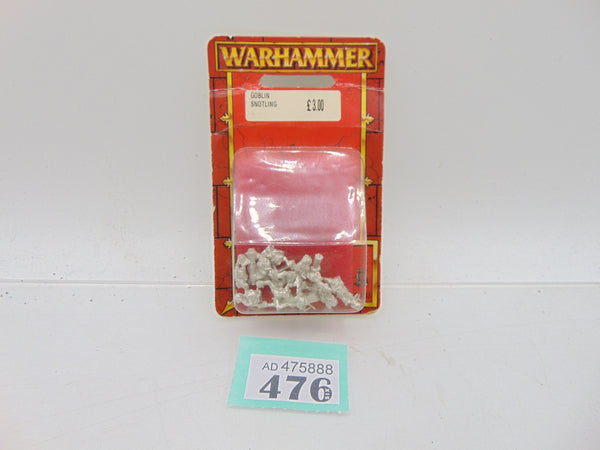 WARHAMMER
GOBLIN
SNOTLING
£3.00
AD 475888
476